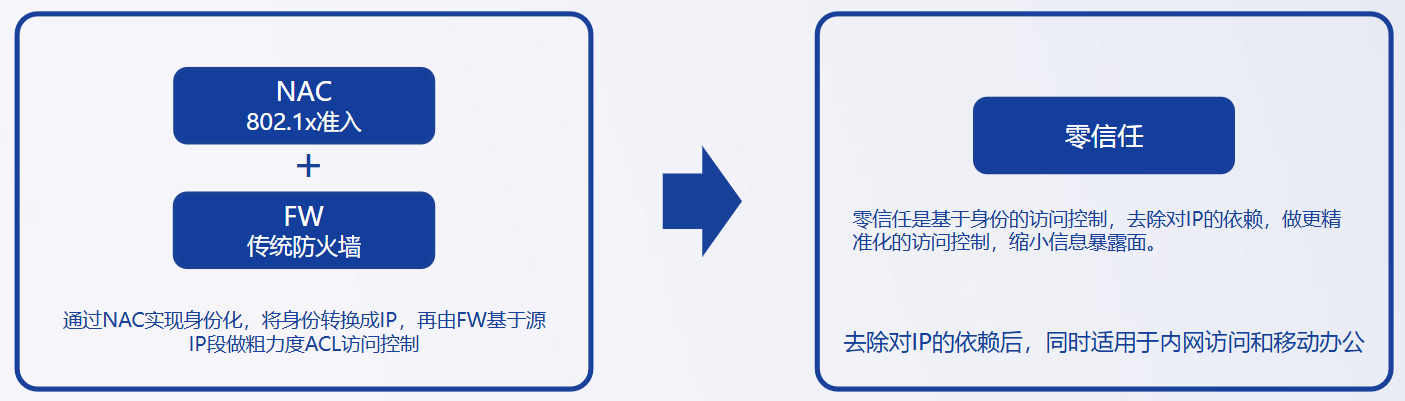 NAC
802.1x准入
+
FW
传统防火墙
通过NAC实现身份化，将身份转换成IP，再由FW基于源
IP段做粗力度ACL访问控制
零信任
零信任是基于身份的访问控制，去除对IP的依赖，做更精
准化的访问控制，缩小信息暴露面。
去除对IP的依赖后，同时适用于内网访问和移动办公